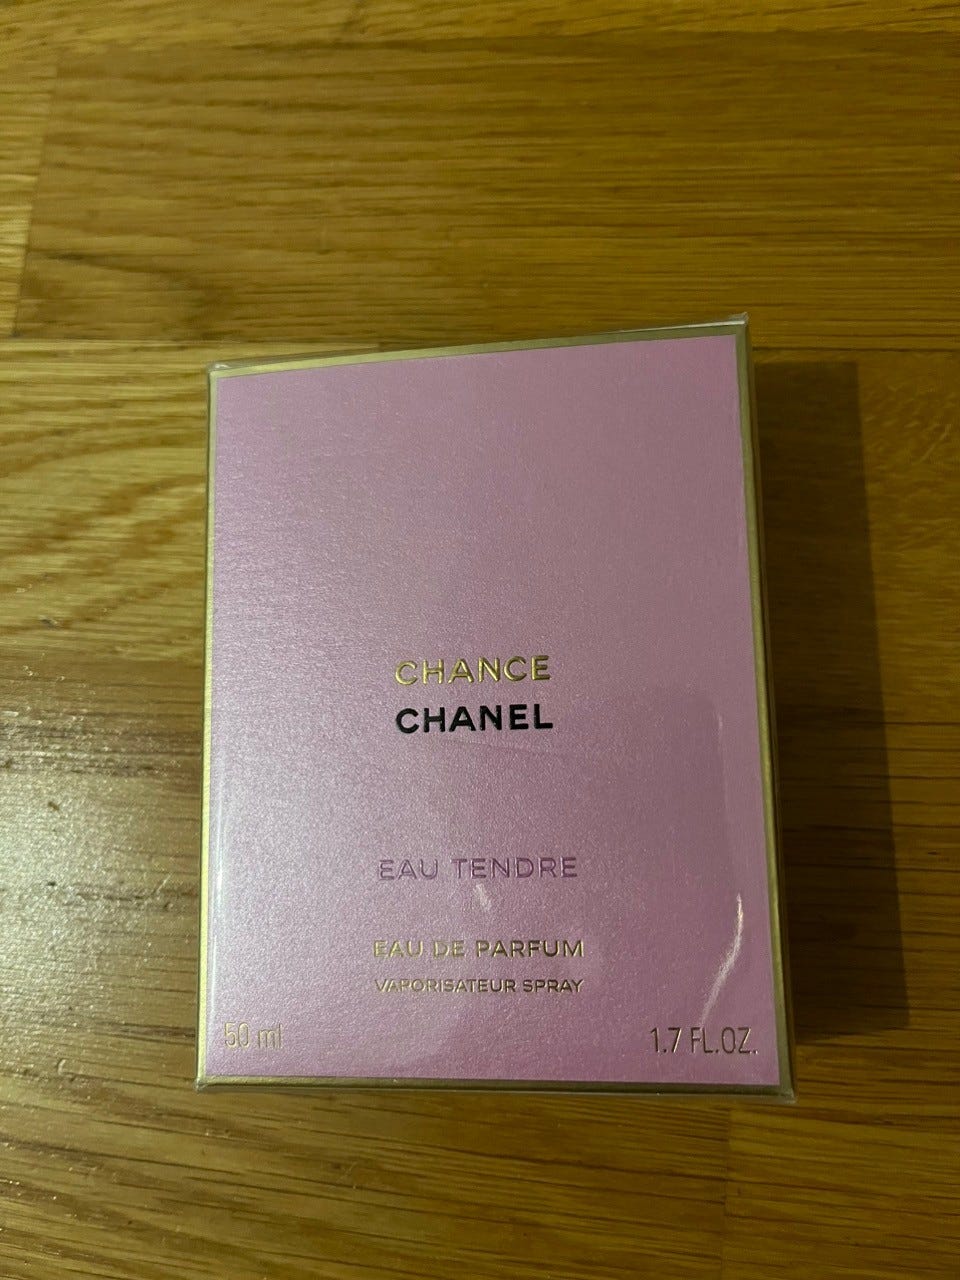 CHANCE
CHANEL
EAU TENDRE
EAU DE PARFUM
VAPORISATEUR SPRAY
50 ml 1.7 FL.OZ.